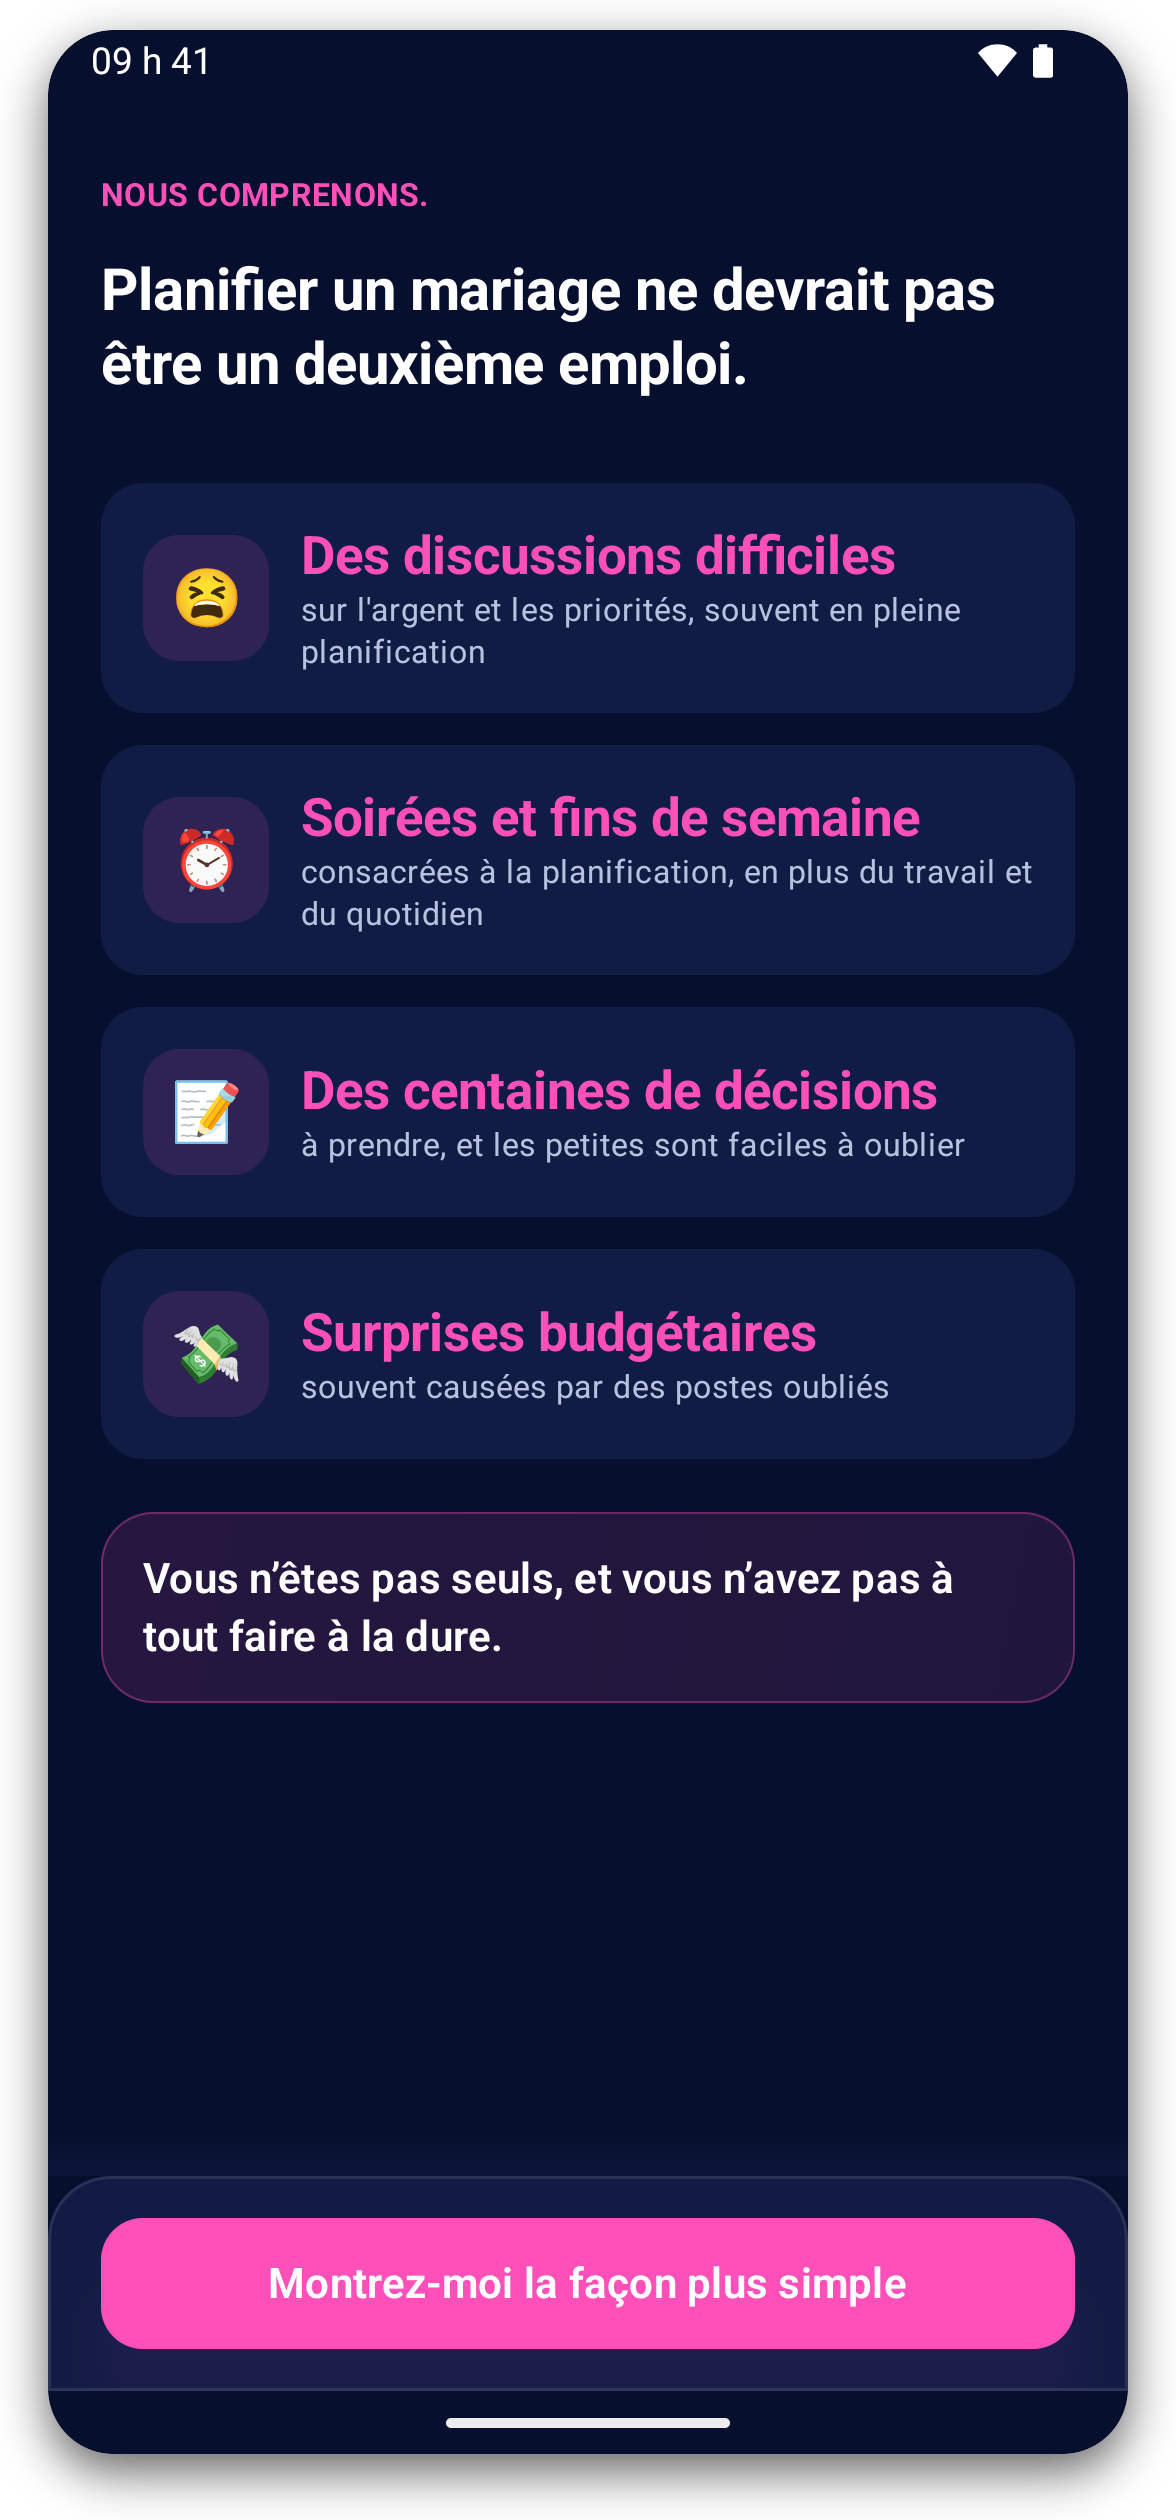 09 h 41
NOUS COMPRENONS.
Planifier un mariage ne devrait pas
être un deuxième emploi.
Des discussions difficiles
sur l'argent et les priorités, souvent en pleine
planification
Soirées et fins de semaine
consacrées à la planification, en plus du travail et
du quotidien
Des centaines de décisions
à prendre, et les petites sont faciles à oublier
Surprises budgétaires
souvent causées par des postes oubliés
Vous n’êtes pas seuls, et vous n’avez pas à
tout faire à la dure.
Montrez-moi la façon plus simple